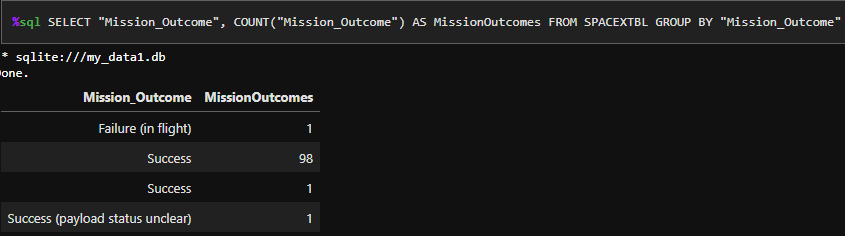 %sql SELECT "Mission_Outcome", COUNT("Mission_Outcome") AS MissionOutcomes FROM SPACEXTBL GROUP BY "Mission_Outcome"
* sqlite:///my_data1.db
Done.
Mission_Outcome MissionOutcomes
Failure (in flight) 1
Success 98
Success 1
Success (payload status unclear) 1